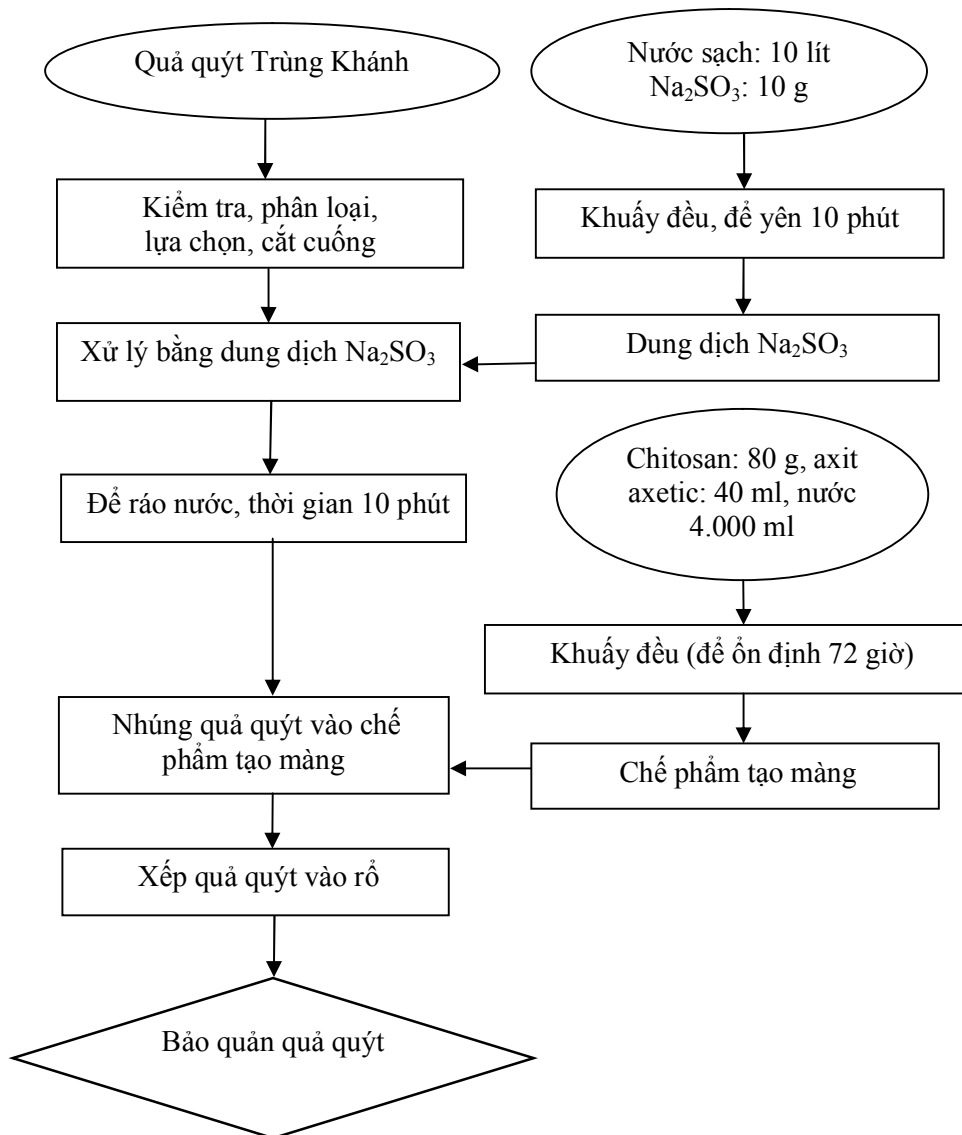 Quả quýt Trùng Khánh
Nước sạch: 10 lít
Na₂SO₃: 10 g
Kiểm tra, phân loại,
lựa chọn, cắt cuống
Khuấy đều, để yên 10 phút
Xử lý bằng dung dịch Na₂SO₃
Dung dịch Na₂SO₃
Để ráo nước, thời gian 10 phút
Chitosan: 80 g, axit
axetic: 40 ml, nước
4.000 ml
Khuấy đều (để ổn định 72 giờ)
Nhúng quả quýt vào chế
phẩm tạo màng
Chế phẩm tạo màng
Xếp quả quýt vào rổ
Bảo quản quả quýt